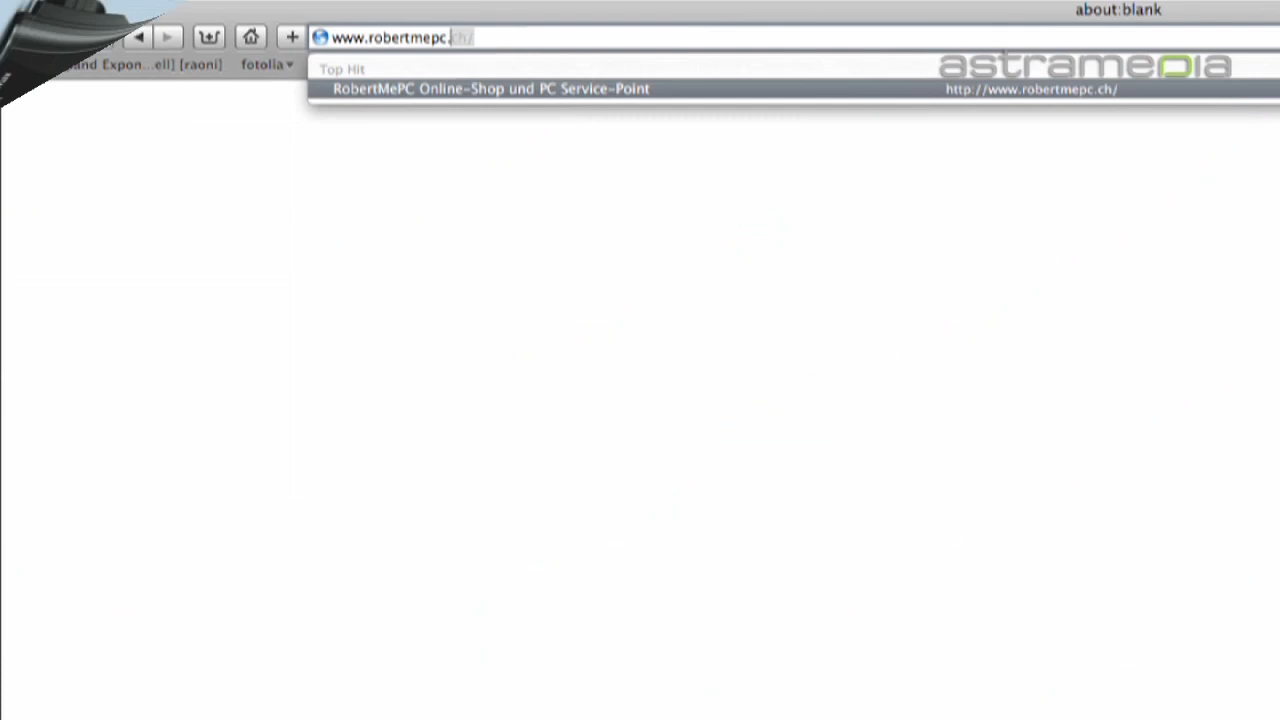 about:blank
www.robertmepc.ch/
and Expon...ell] [raoni] fotolia
Top Hit
astramedia
RobertMePC Online-Shop und PC Service-Point http://www.robertmepc.ch/